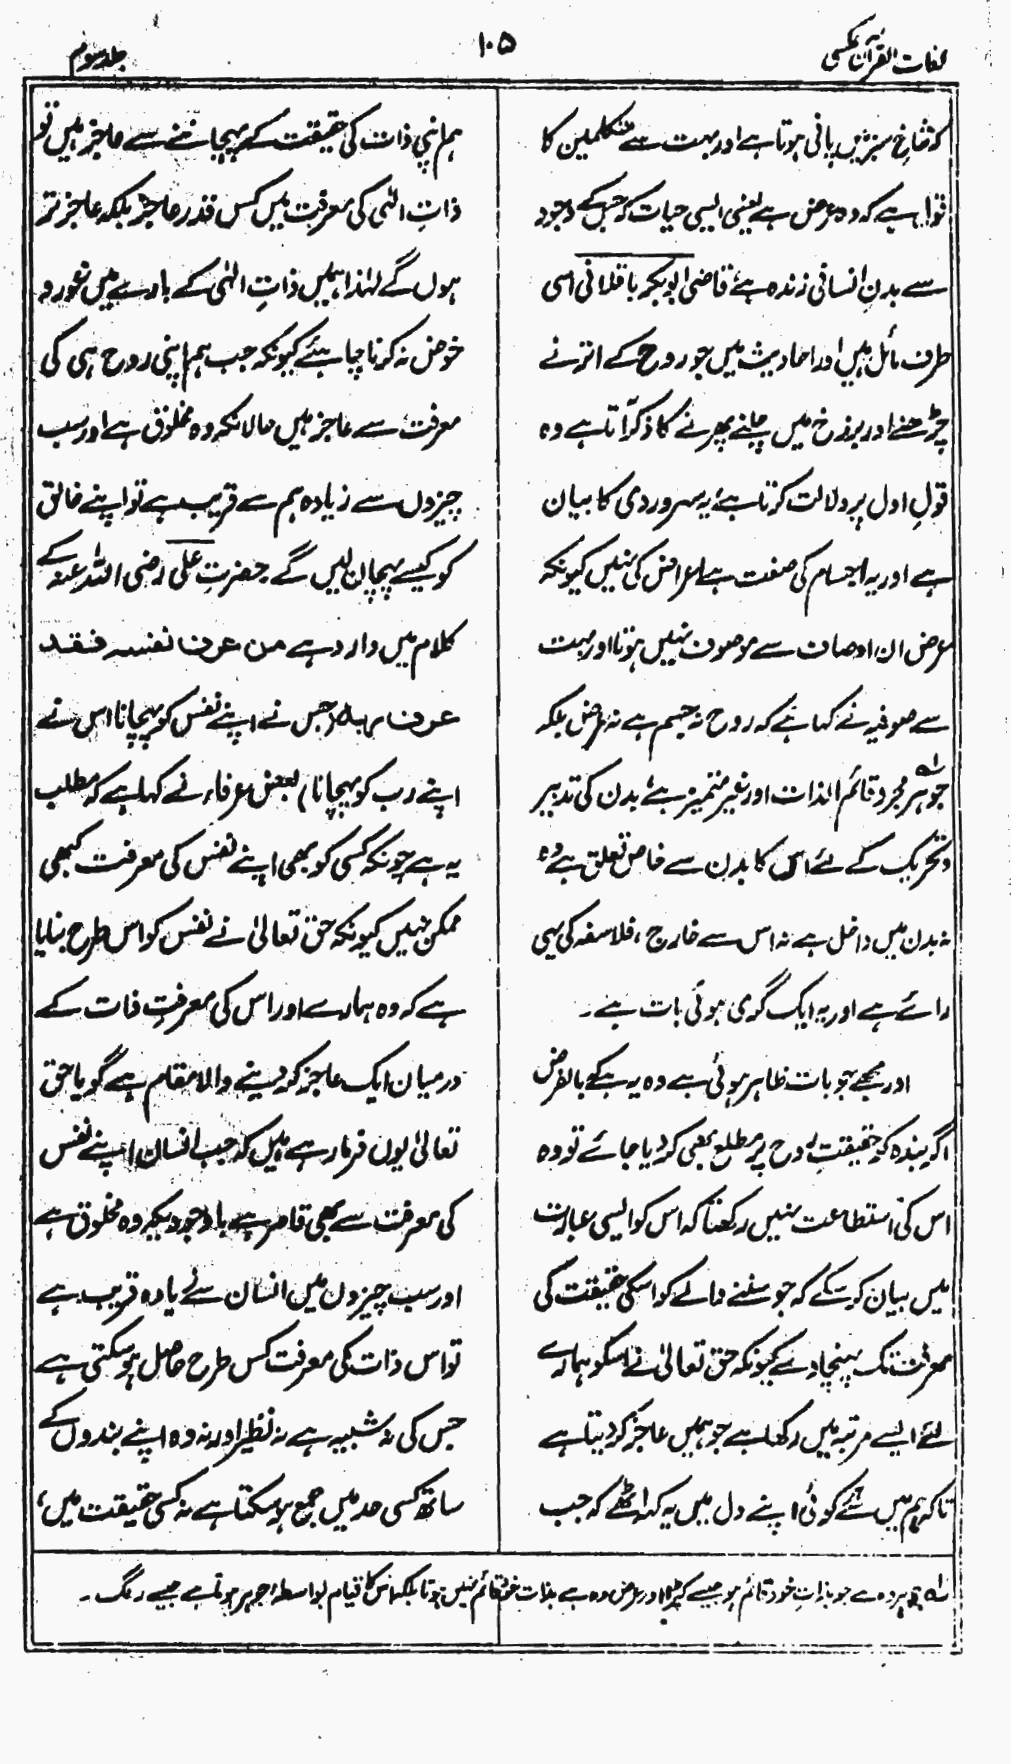 لغات القرآن عکسی
۱۰۵
جلد سوم
کہ شاخِ سبز میں پانی ہوتا ہے اور بہت سے متکلمین کا
قول ہے کہ وہ عرض ہے یعنی ایسی حیات کہ جس کے وجود
سے بدنِ انسانی زندہ ہے، قاضی ابوبکر باقلانی اسی
طرف مائل ہیں اور احادیث میں جو روح کے اترنے
چڑھنے اور برزخ میں چلنے پھرنے کا ذکر آتا ہے وہ
قولِ اول پر دلالت کرتا ہے، یہ سہروردی کا بیان
ہے اور یہ اجسام کی صفت ہے اعراض کی نہیں کیونکہ
عرض ان اوصاف سے موصوف نہیں ہوتا اور بہت
سے صوفیہ نے کہا ہے کہ روح نہ جسم ہے نہ عرض بلکہ
جوہر مجرد لہ قائم الذات اور غیر متمیز ہے، بدن کی تدبیر
و تحریک کے لئے اس کا بدن سے خاص تعلق ہے وہ
نہ بدن میں داخل ہے نہ اس سے خارج، فلاسفہ کی یہی
رائے ہے اور یہ ایک گری ہوئی بات ہے۔
اور مجھے جو بات ظاہر ہوئی ہے وہ یہ ہے کہ بالفرض
اگر بندہ کو حقیقتِ روح پر مطلع بھی کر دیا جائے تو وہ
اس کی استطاعت نہیں رکھتا کہ اس کو ایسی عبارت
میں بیان کر سکے کہ جو سننے والے کو اسکی حقیقت کی
معرفت تک پہنچا دے کیونکہ حق تعالیٰ نے اسکو ہمارے
لئے ایسے مرتبہ میں رکھا ہے جو ہمیں عاجز کر دیتا ہے
تاکہ ہم میں سے کوئی اپنے دل میں یہ کہہ اٹھے کہ جب
ہم اپنی ذات کی حقیقت کے پہچاننے سے عاجز ہیں تو
ذاتِ الٰہی کی معرفت میں کس قدر عاجز بلکہ عاجز تر
ہوں گے لہٰذا ہمیں ذاتِ الٰہی کے بارے میں غور و
خوض نہ کرنا چاہئے کیونکہ جب ہم اپنی روح ہی کی
معرفت سے عاجز ہیں حالانکہ وہ مخلوق ہے اور سب
چیزوں سے زیادہ ہم سے قریب ہے تو اپنے خالق
کو کیسے پہچان لیں گے۔ حضرت علی رضی اللہ عنہ کے
کلام میں وارد ہے من عرف نفسہ فقد
عرف ربہ (جس نے اپنے نفس کو پہچانا اس نے
اپنے رب کو پہچانا) بعض عرفاء نے کہا ہے کہ مطلب
یہ ہے چونکہ کسی کو بھی اپنے نفس کی معرفت کبھی
ممکن نہیں کیونکہ حق تعالیٰ نے نفس کو اس طرح بنایا
ہے کہ وہ ہمارے اور اس کی معرفتِ ذات کے
درمیان ایک عاجز کر دینے والا مقام ہے گویا حق
تعالیٰ یوں فرما رہے ہیں کہ جب انسان اپنے نفس
کی معرفت سے بھی قاصر ہے باوجودیکہ وہ مخلوق ہے
اور سب چیزوں میں انسان سے زیادہ قریب ہے
تو اس ذات کی معرفت کس طرح حاصل ہو سکتی ہے
جس کی نہ شبیہ ہے نہ نظیر اور نہ وہ اپنے بندوں کے
ساتھ کسی حد میں جمع ہو سکتا ہے نہ کسی حقیقت میں،
لہ جوہر وہ ہے جو بذاتِ خود قائم ہو جیسے کپڑا اور عرض وہ ہے بذات خود قائم نہیں ہوتا بلکہ اس کا قیام بواسطۂ جوہر ہوتا ہے جیسے رنگ۔